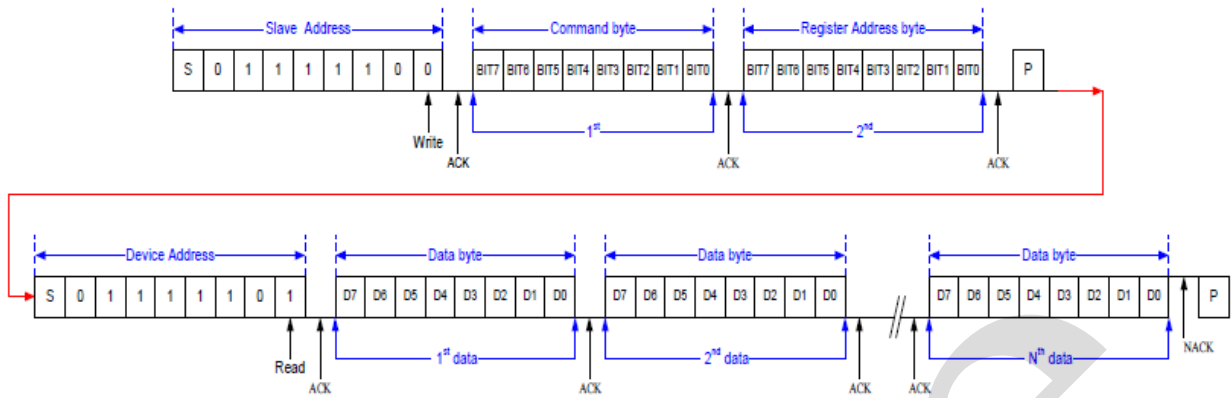 Slave Address Command byte Register Address byte
S 0 1 1 1 1 1 0 0 BIT7 BIT6 BIT5 BIT4 BIT3 BIT2 BIT1 BIT0 BIT7 BIT6 BIT5 BIT4 BIT3 BIT2 BIT1 BIT0 P
1st 2nd
Write ACK ACK ACK
Device Address Data byte Data byte Data byte
S 0 1 1 1 1 1 0 1 D7 D6 D5 D4 D3 D2 D1 D0 D7 D6 D5 D4 D3 D2 D1 D0 // D7 D6 D5 D4 D3 D2 D1 D0 P
1st data 2nd data Nth data NACK
Read ACK ACK ACK ACK